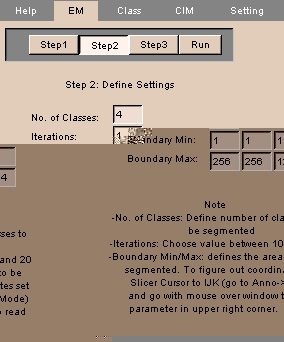 Help EM Class CIM Setting
Step1 Step2 Step3 Run
Step 2: Define Settings
No. of Classes: 4
Iterations: 1
Boundary Min: 1 1
Boundary Max: 256 256
4
Note
-No. of Classes: Define number of
be segmented
-Iterations: Choose value between 10
-Boundary Min/Max: defines the area
segmented. To figure out
Slicer Cursor to IJK (go to Anno->
and go with mouse over window
parameter in upper right corner.
to
and 20
to be
set
Mode)
read